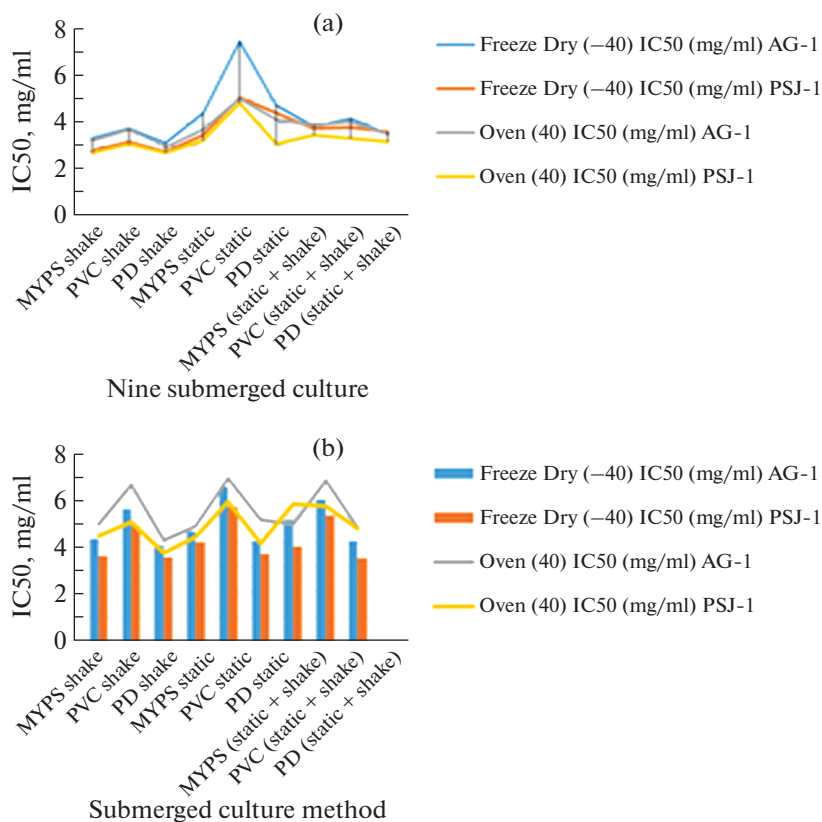 (a)
8
6
4
2
0
IC50, mg/ml
MYPS shake
PVC shake
PD shake
MYPS static
PVC static
PD static
MYPS (static + shake)
PVC (static + shake)
PD (static + shake)
Nine submerged culture
Freeze Dry (−40) IC50 (mg/ml) AG-1
Freeze Dry (−40) IC50 (mg/ml) PSJ-1
Oven (40) IC50 (mg/ml) AG-1
Oven (40) IC50 (mg/ml) PSJ-1
(b)
8
6
4
2
0
IC50, mg/ml
MYPS shake
PVC shake
PD shake
MYPS static
PVC static
PD static
MYPS (static + shake)
PVC (static + shake)
PD (static + shake)
Submerged culture method
Freeze Dry (−40) IC50 (mg/ml) AG-1
Freeze Dry (−40) IC50 (mg/ml) PSJ-1
Oven (40) IC50 (mg/ml) AG-1
Oven (40) IC50 (mg/ml) PSJ-1